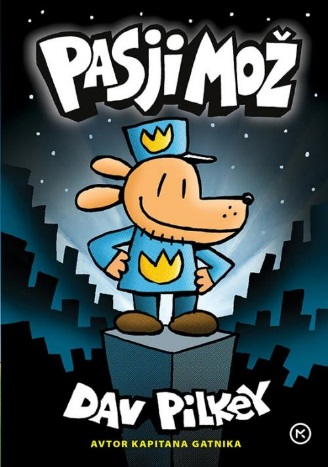 PASJI MOŽ
DAV PILKEY
AVTOR KAPITANA GATNIKA